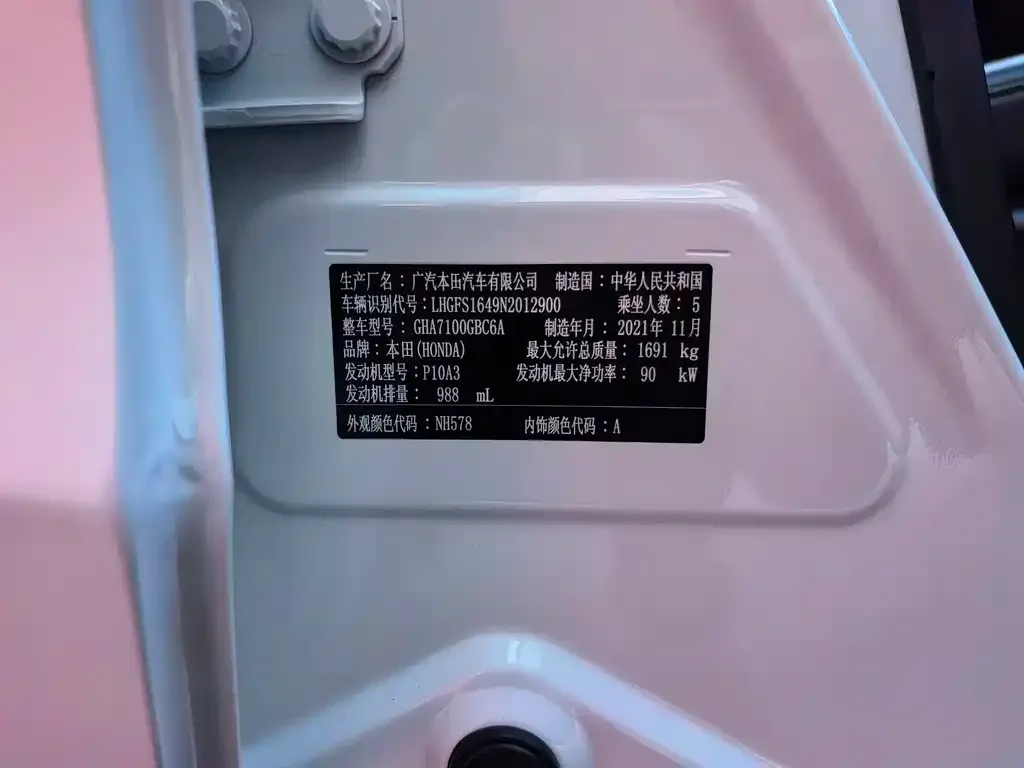 生产厂名：广汽本田汽车有限公司 制造国：中华人民共和国
车辆识别代号：LHGFS1649N2012900 乘坐人数：5
整车型号：GHA7100GBC6A 制造年月：2021年11月
品牌：本田(HONDA) 最大允许总质量：1691 kg
发动机型号：P10A3 发动机最大净功率：90 kW
发动机排量：988 mL
外观颜色代码：NH578 内饰颜色代码：A